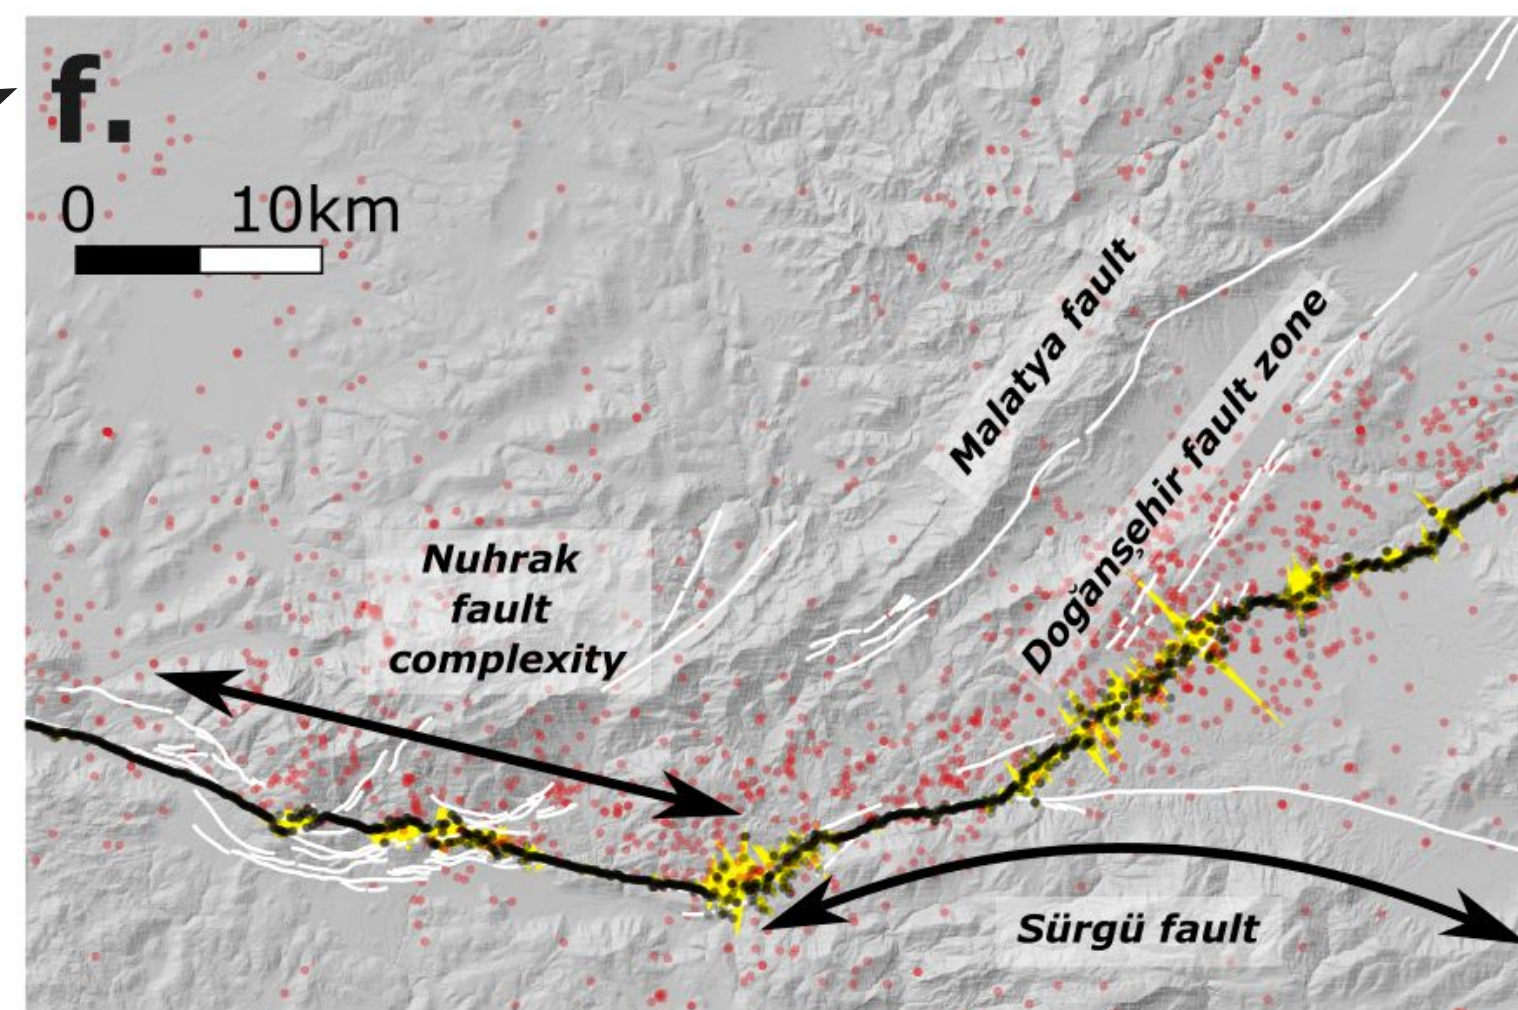 f.
0 10km
Malatya fault
Doğanşehir fault zone
Nuhrak
fault
complexity
Sürgü fault